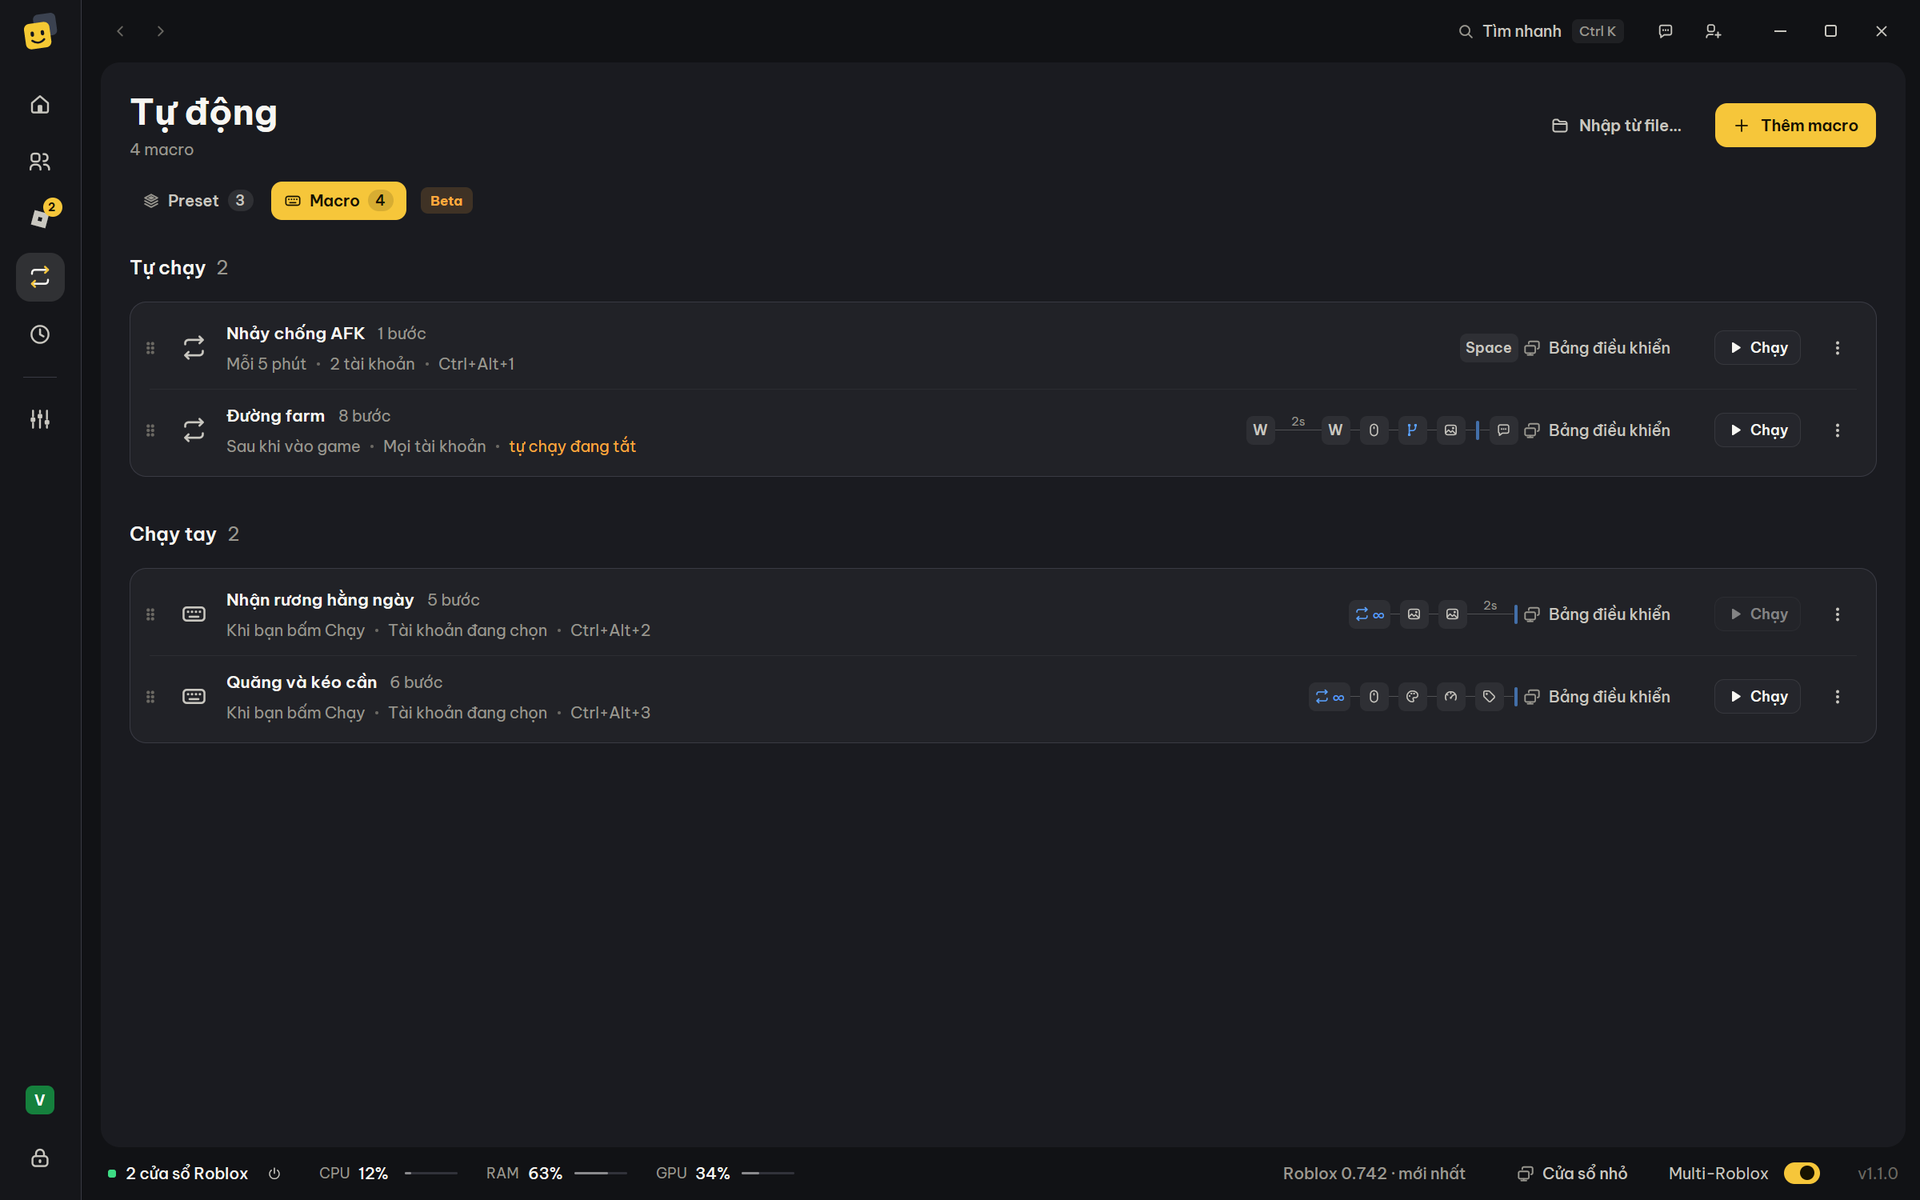 Tìm nhanh Ctrl K
Tự động
4 macro
Nhập từ file...
Thêm macro
2
Preset 3
Macro 4
Beta
Tự chạy 2
Nhảy chống AFK 1 bước
Mỗi 5 phút • 2 tài khoản • Ctrl+Alt+1
Space
Bảng điều khiển
Chạy
Đường farm 8 bước
Sau khi vào game • Mọi tài khoản • tự chạy đang tắt
W 2s W
Bảng điều khiển
Chạy
Chạy tay 2
Nhận rương hằng ngày 5 bước
Khi bạn bấm Chạy • Tài khoản đang chọn • Ctrl+Alt+2
∞ 2s
Bảng điều khiển
Chạy
Quăng và kéo cần 6 bước
Khi bạn bấm Chạy • Tài khoản đang chọn • Ctrl+Alt+3
∞
Bảng điều khiển
Chạy
V
2 cửa sổ Roblox
CPU 12%
RAM 63%
GPU 34%
Roblox 0.742 · mới nhất
Cửa sổ nhỏ
Multi-Roblox
v1.1.0